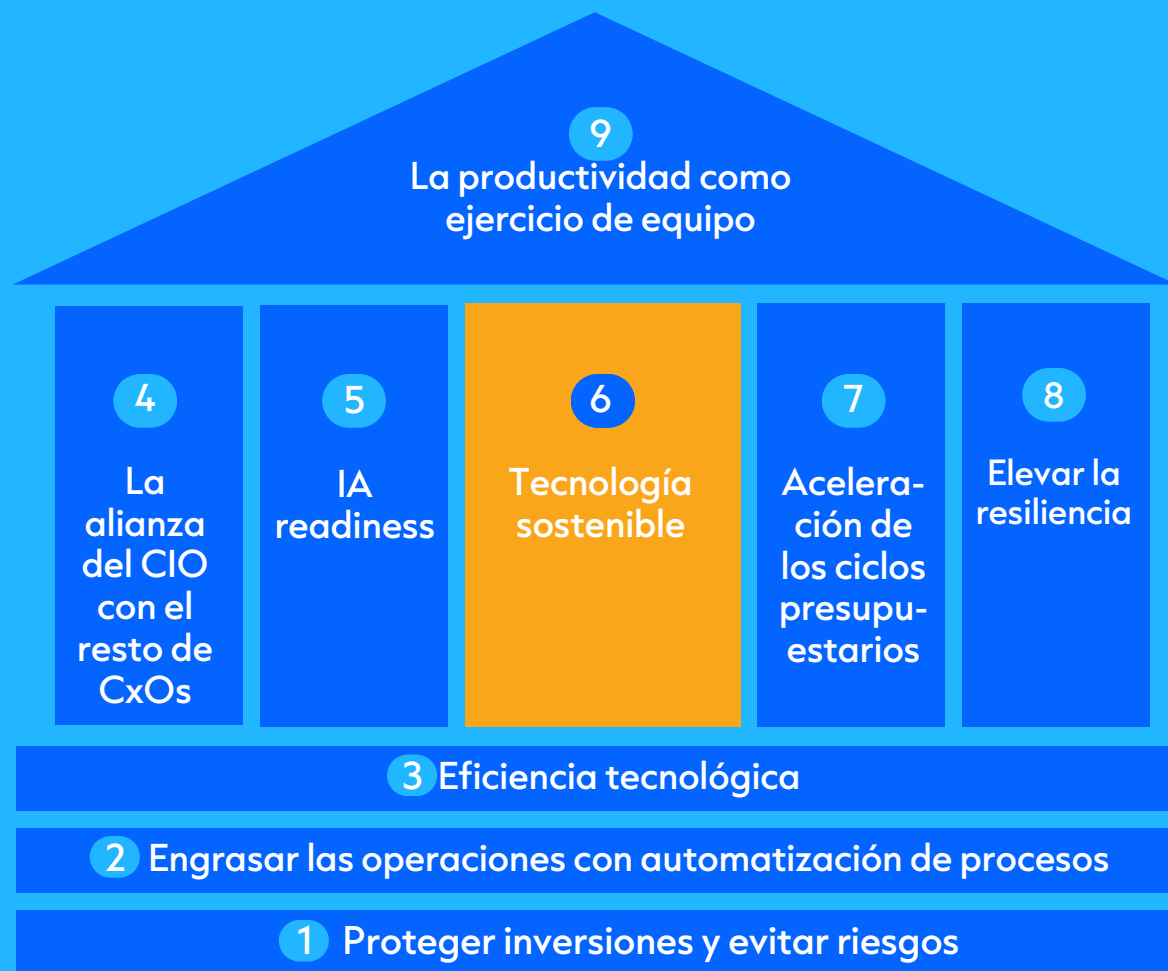 9
La productividad como
ejercicio de equipo
4
La
alianza
del CIO
con el
resto de
CxOs
5
IA
readiness
6
Tecnología
sostenible
7
Acelera-
ción de
los ciclos
presupu-
estarios
8
Elevar la
resiliencia
3 Eficiencia tecnológica
2 Engrasar las operaciones con automatización de procesos
1 Proteger inversiones y evitar riesgos